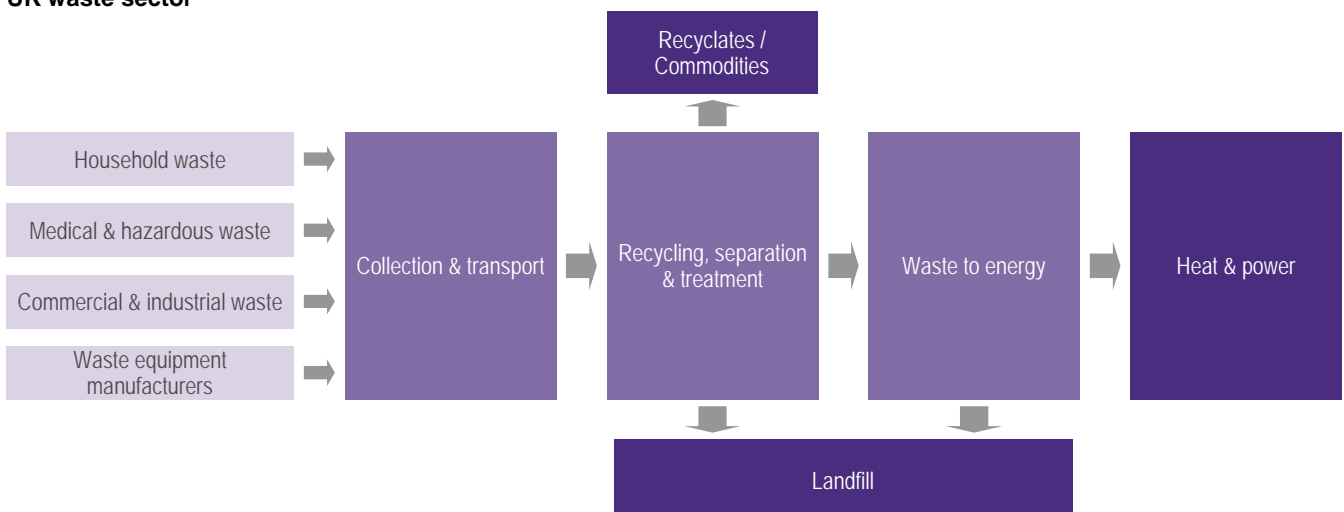 UK waste sector
Recyclates /
Commodities
Household waste
Medical & hazardous waste
Commercial & industrial waste
Waste equipment
manufacturers
Collection & transport
Recycling, separation
& treatment
Waste to energy
Heat & power
Landfill